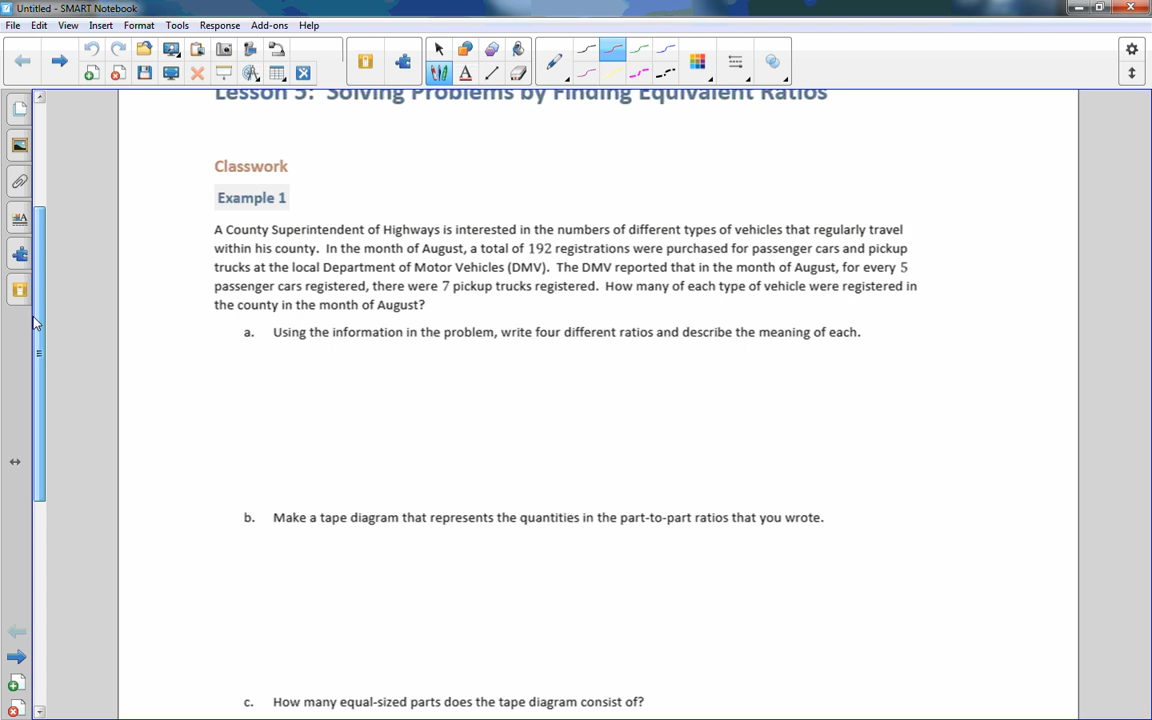 Untitled - SMART Notebook
File Edit View Insert Format Tools Response Add-ons Help
Lesson 5: Solving Problems by Finding Equivalent Ratios
Classwork
Example 1
A County Superintendent of Highways is interested in the numbers of different types of vehicles that regularly travel
within his county. In the month of August, a total of 192 registrations were purchased for passenger cars and pickup
trucks at the local Department of Motor Vehicles (DMV). The DMV reported that in the month of August, for every 5
passenger cars registered, there were 7 pickup trucks registered. How many of each type of vehicle were registered in
the county in the month of August?
a. Using the information in the problem, write four different ratios and describe the meaning of each.
b. Make a tape diagram that represents the quantities in the part-to-part ratios that you wrote.
c. How many equal-sized parts does the tape diagram consist of?